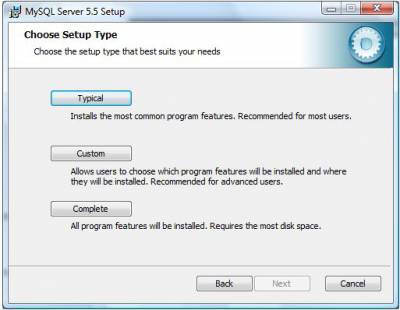 MySQL Server 5.5 Setup
Choose Setup Type
Choose the setup type that best suits your needs
Typical
Installs the most common program features. Recommended for most users.
Custom
Allows users to choose which program features will be installed and where
they will be installed. Recommended for advanced users.
Complete
All program features will be installed. Requires the most disk space.
Back Next Cancel